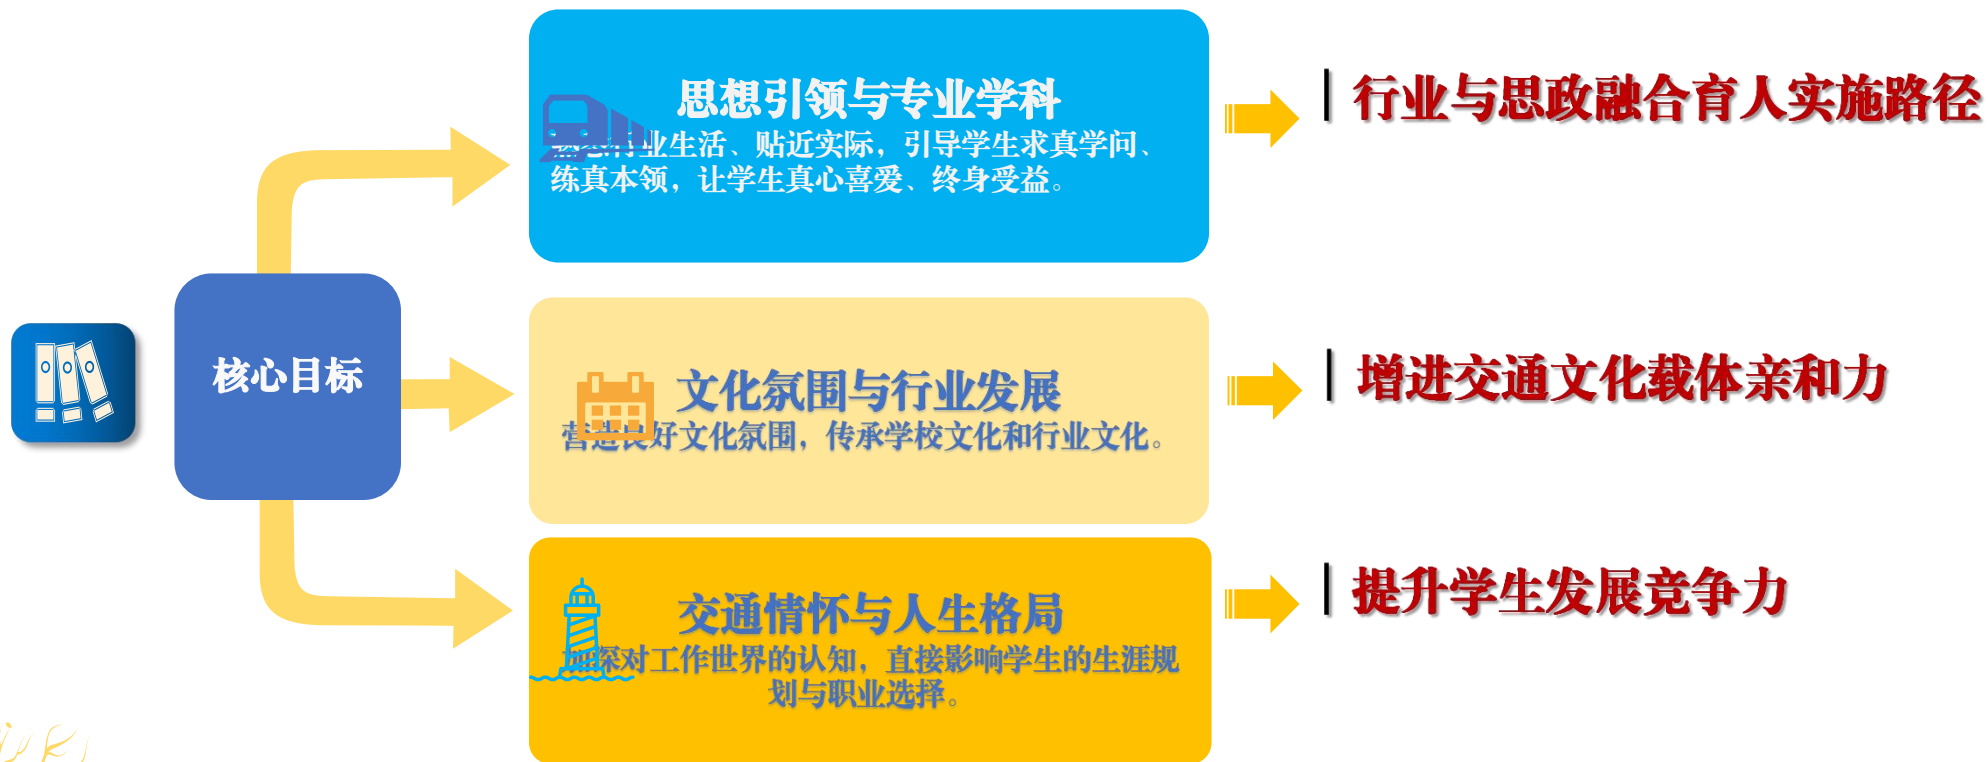 核心目标
思想引领与专业学科
行业生活、贴近实际，引导学生求真学问、
练真本领，让学生真心喜爱、终身受益。
行业与思政融合育人实施路径
文化氛围与行业发展
营造良好文化氛围，传承学校文化和行业文化。
增进交通文化载体亲和力
交通情怀与人生格局
加深对工作世界的认知，直接影响学生的生涯规
划与职业选择。
提升学生发展竞争力